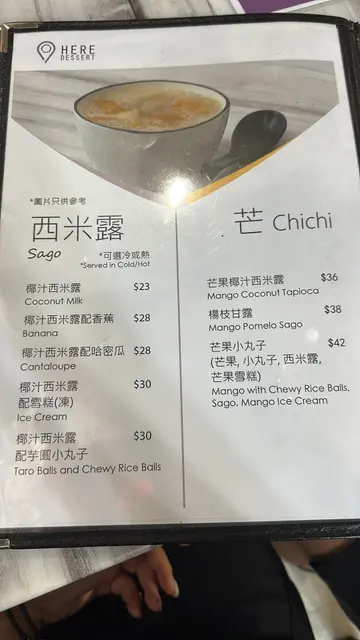 HERE
DESSERT
*圖片只供參考
西米露
Sago
*可選冷或熱
*Served in Cold/Hot
椰汁西米露 $23
Coconut Milk
椰汁西米露配香蕉 $28
Banana
椰汁西米露配哈密瓜 $28
Cantaloupe
椰汁西米露 $30
配雪糕(凍)
Ice Cream
椰汁西米露 $30
配芋圓小丸子
Taro Balls and Chewy Rice Balls
芒 Chichi
芒果椰汁西米露 $36
Mango Coconut Tapioca
楊枝甘露 $38
Mango Pomelo Sago
芒果小丸子 $42
(芒果, 小丸子, 西米露,
芒果雪糕)
Mango with Chewy Rice Balls,
Sago, Mango Ice Cream